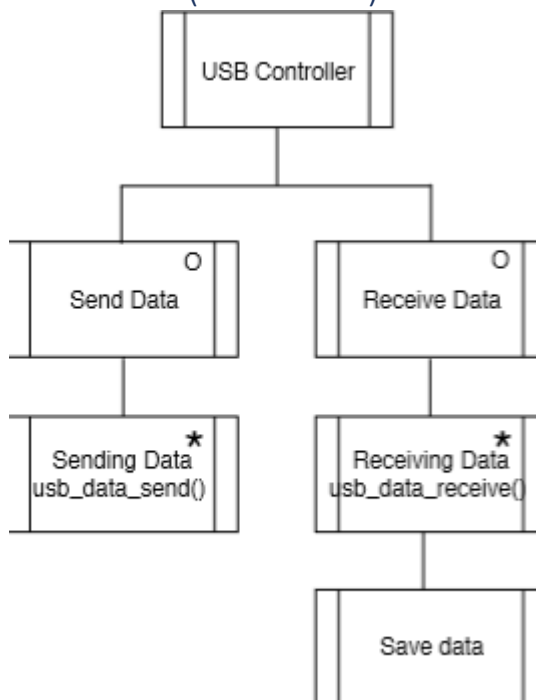 USB Controller
O
Send Data
O
Receive Data
*
Sending Data
usb_data_send()
*
Receiving Data
usb_data_receive()
Save data